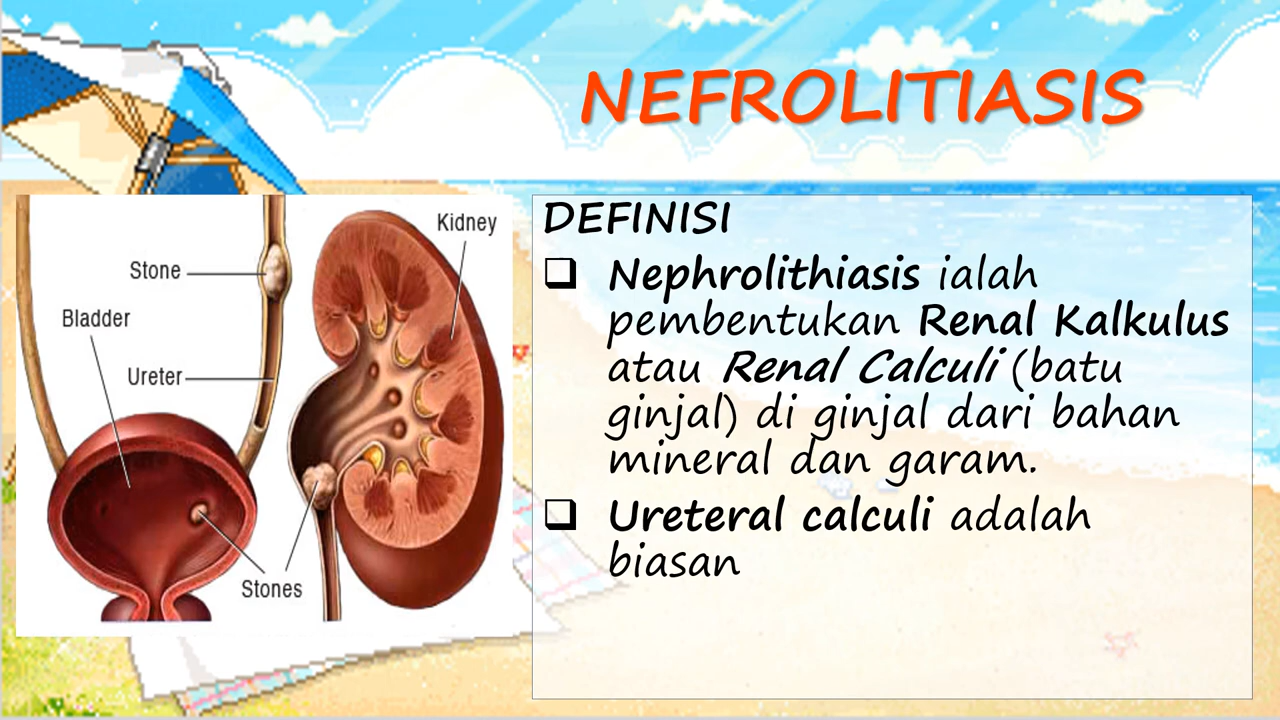 NEFROLITIASIS
Kidney
Stone
Bladder
Ureter
Stones
DEFINISI
❑ Nephrolithiasis ialah
pembentukan Renal Kalkulus
atau Renal Calculi (batu
ginjal) di ginjal dari bahan
mineral dan garam.
❑ Ureteral calculi adalah
biasan